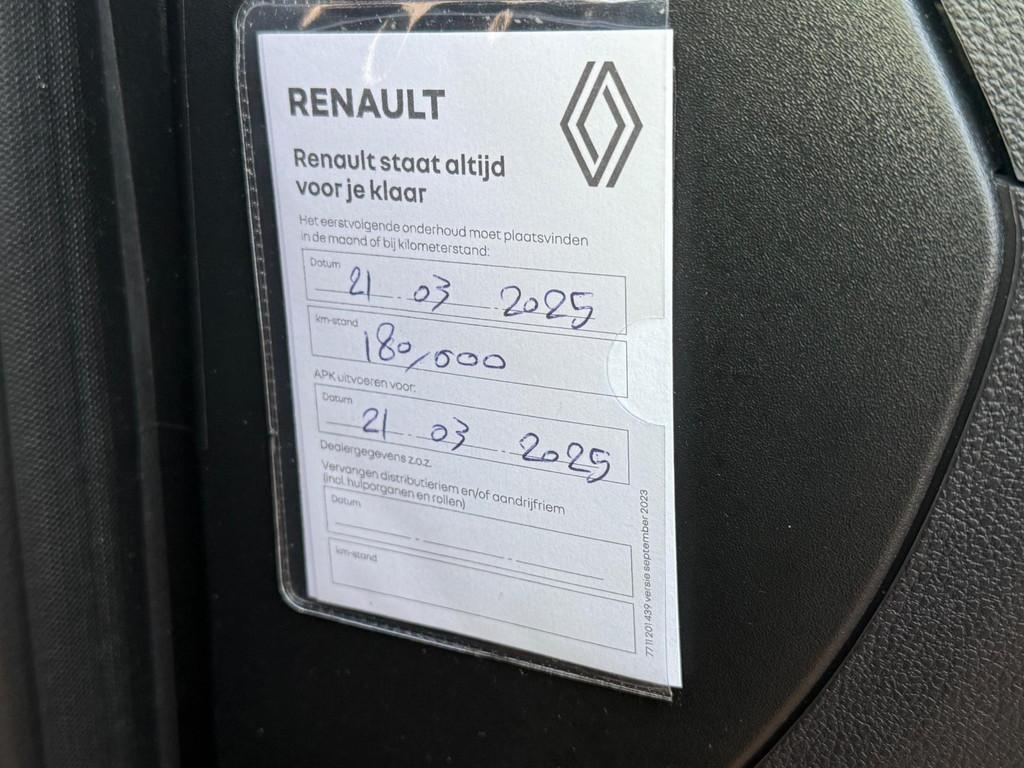 RENAULT
Renault staat altijd
voor je klaar
Het eerstvolgende onderhoud moet plaatsvinden
in de maand of bij kilometerstand:
Datum
21 03 2025
km-stand
180,000
APK uitvoeren voor:
Datum
21 03 2025
Dealergegevens z.o.z.
Vervangen distributieriem en/of aandrijfriem
(incl. hulporganen en rollen)
Datum
km-stand
77 11 201 439 versie september 2023